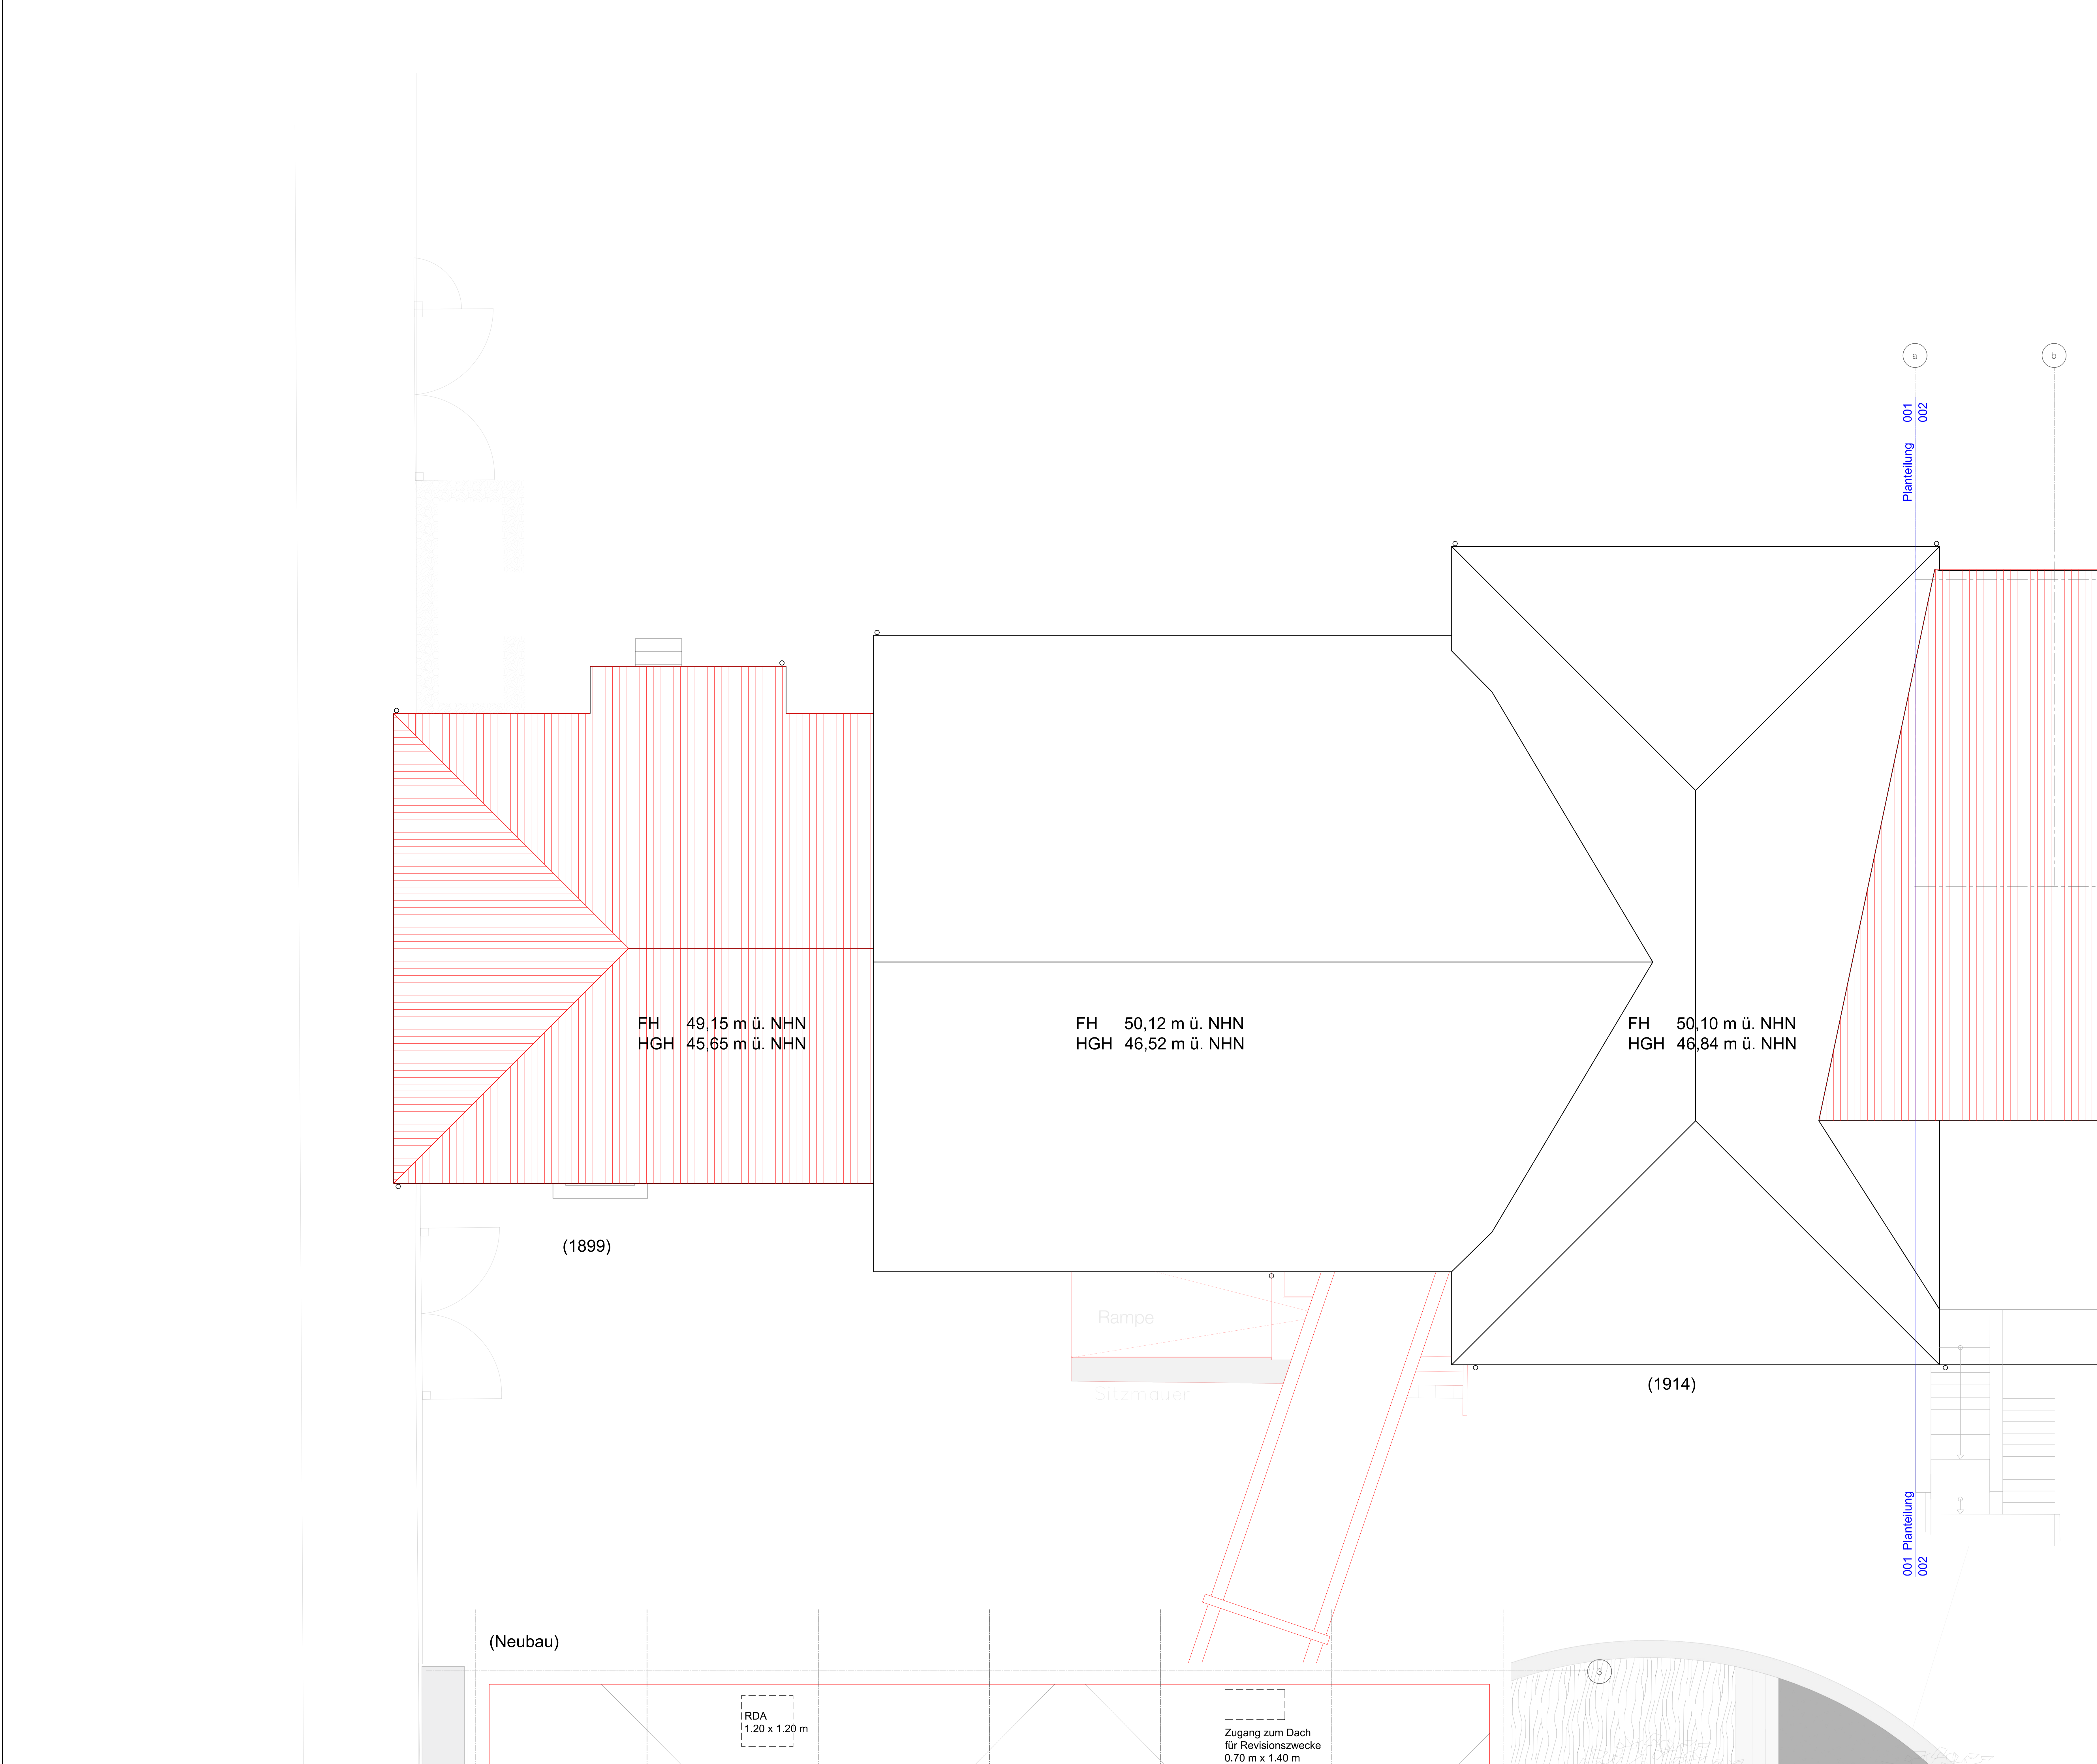 a
b
Planteilung 001
002
FH 49,15 m ü. NHN
HGH 45,65 m ü. NHN
FH 50,12 m ü. NHN
HGH 46,52 m ü. NHN
FH 50,10 m ü. NHN
HGH 46,84 m ü. NHN
(1899)
Rampe
Sitzmauer
(1914)
001 Planteilung
002
(Neubau)
3
RDA
1.20 x 1.20 m
Zugang zum Dach
für Revisionszwecke
0.70 m x 1.40 m